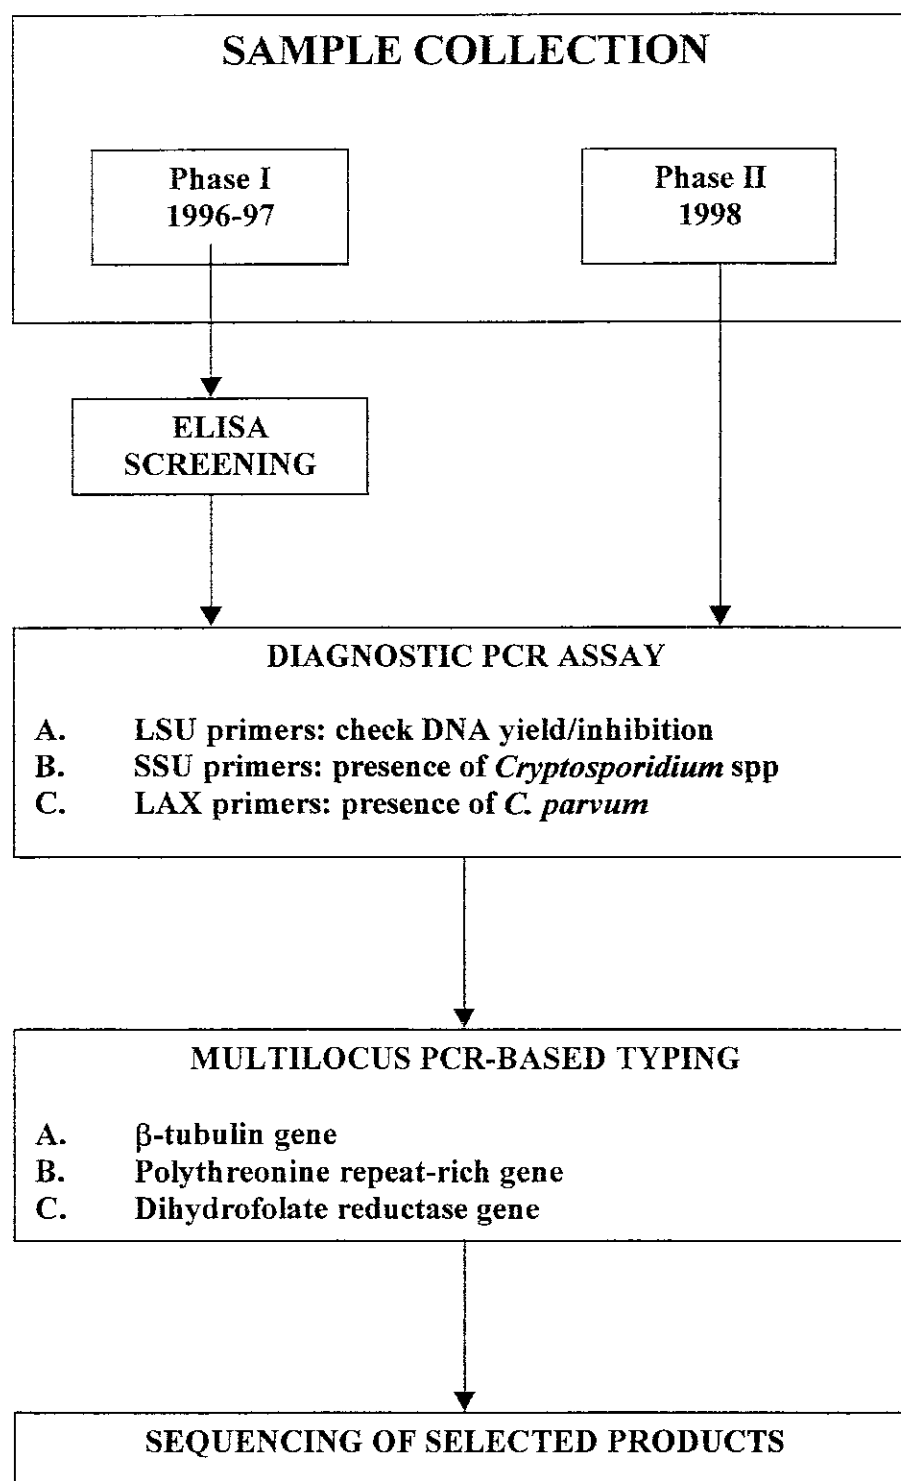 SAMPLE COLLECTION
Phase I
1996-97
Phase II
1998
ELISA
SCREENING
DIAGNOSTIC PCR ASSAY
A. LSU primers: check DNA yield/inhibition
B. SSU primers: presence of Cryptosporidium spp
C. LAX primers: presence of C. parvum
MULTILOCUS PCR-BASED TYPING
A. β-tubulin gene
B. Polythreonine repeat-rich gene
C. Dihydrofolate reductase gene
SEQUENCING OF SELECTED PRODUCTS